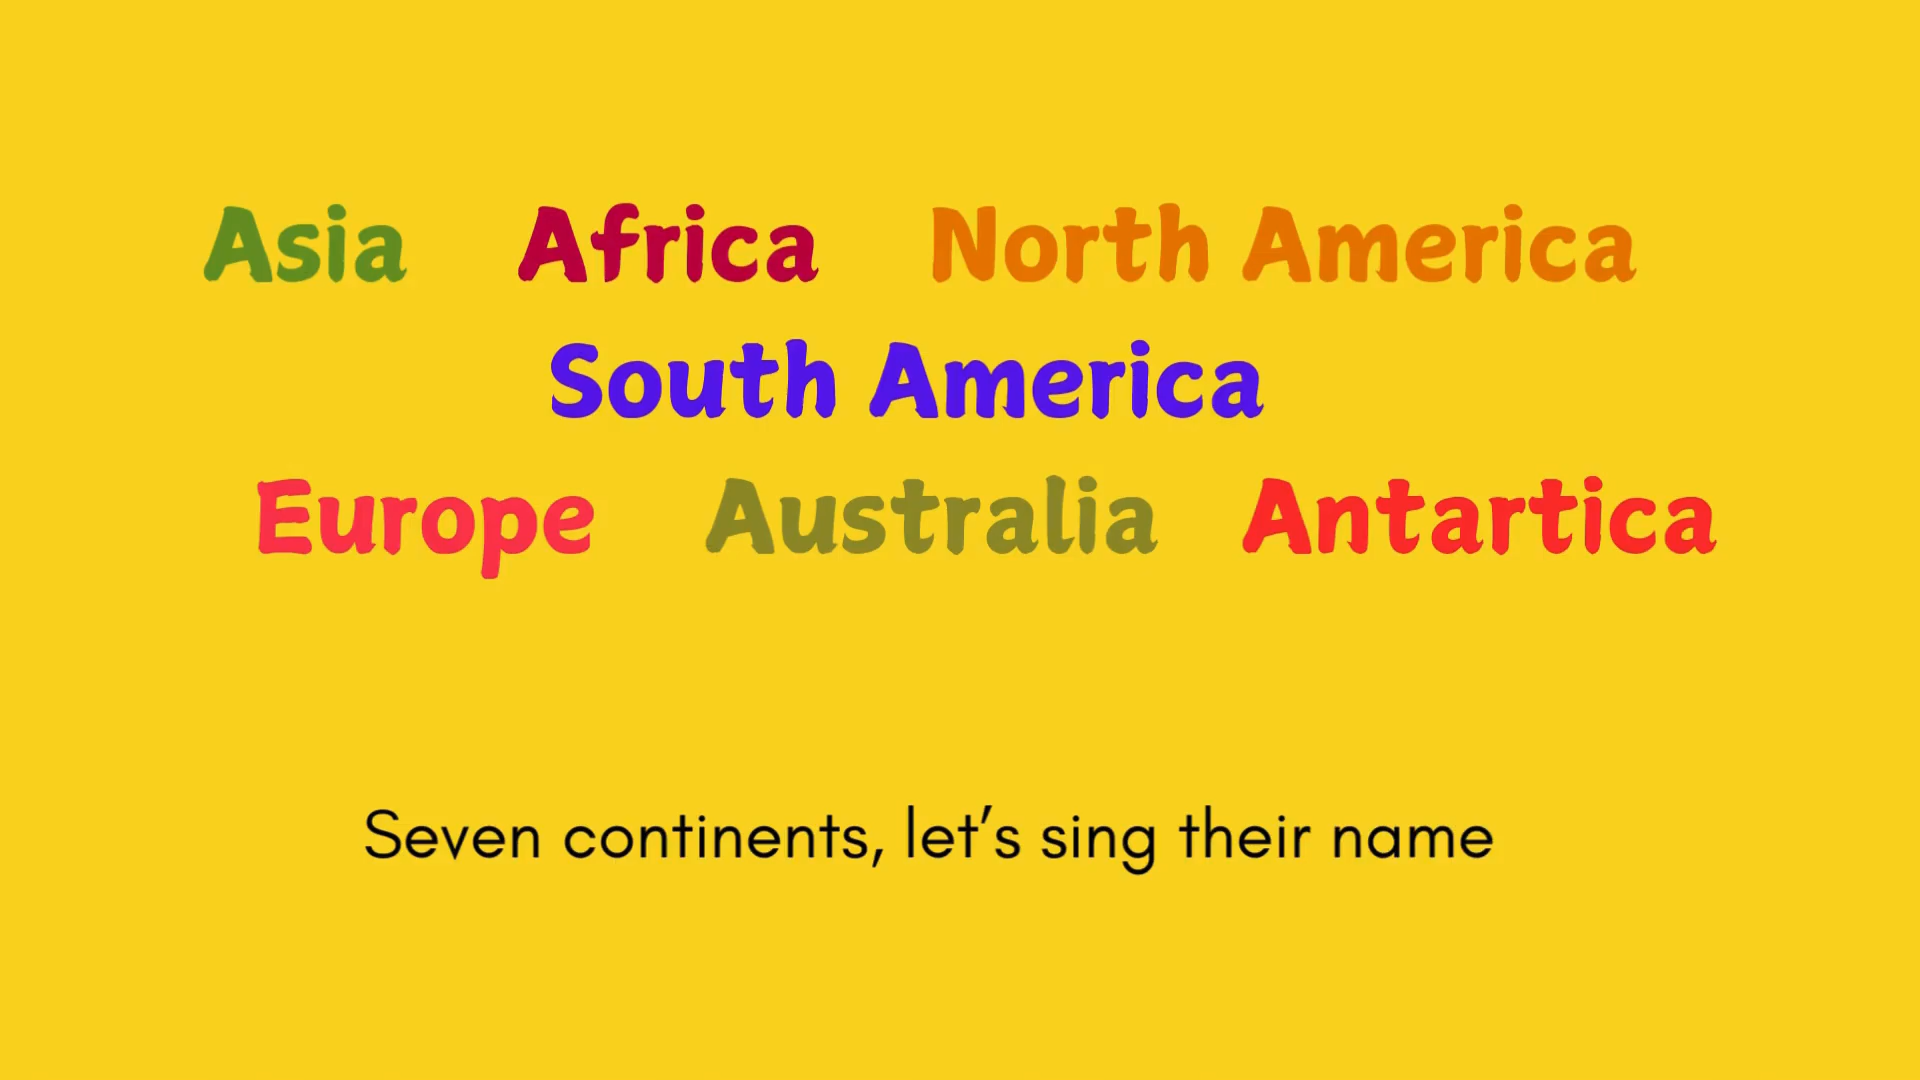 Asia Africa North America
South America
Europe Australia Antartica
Seven continents, let’s sing their name